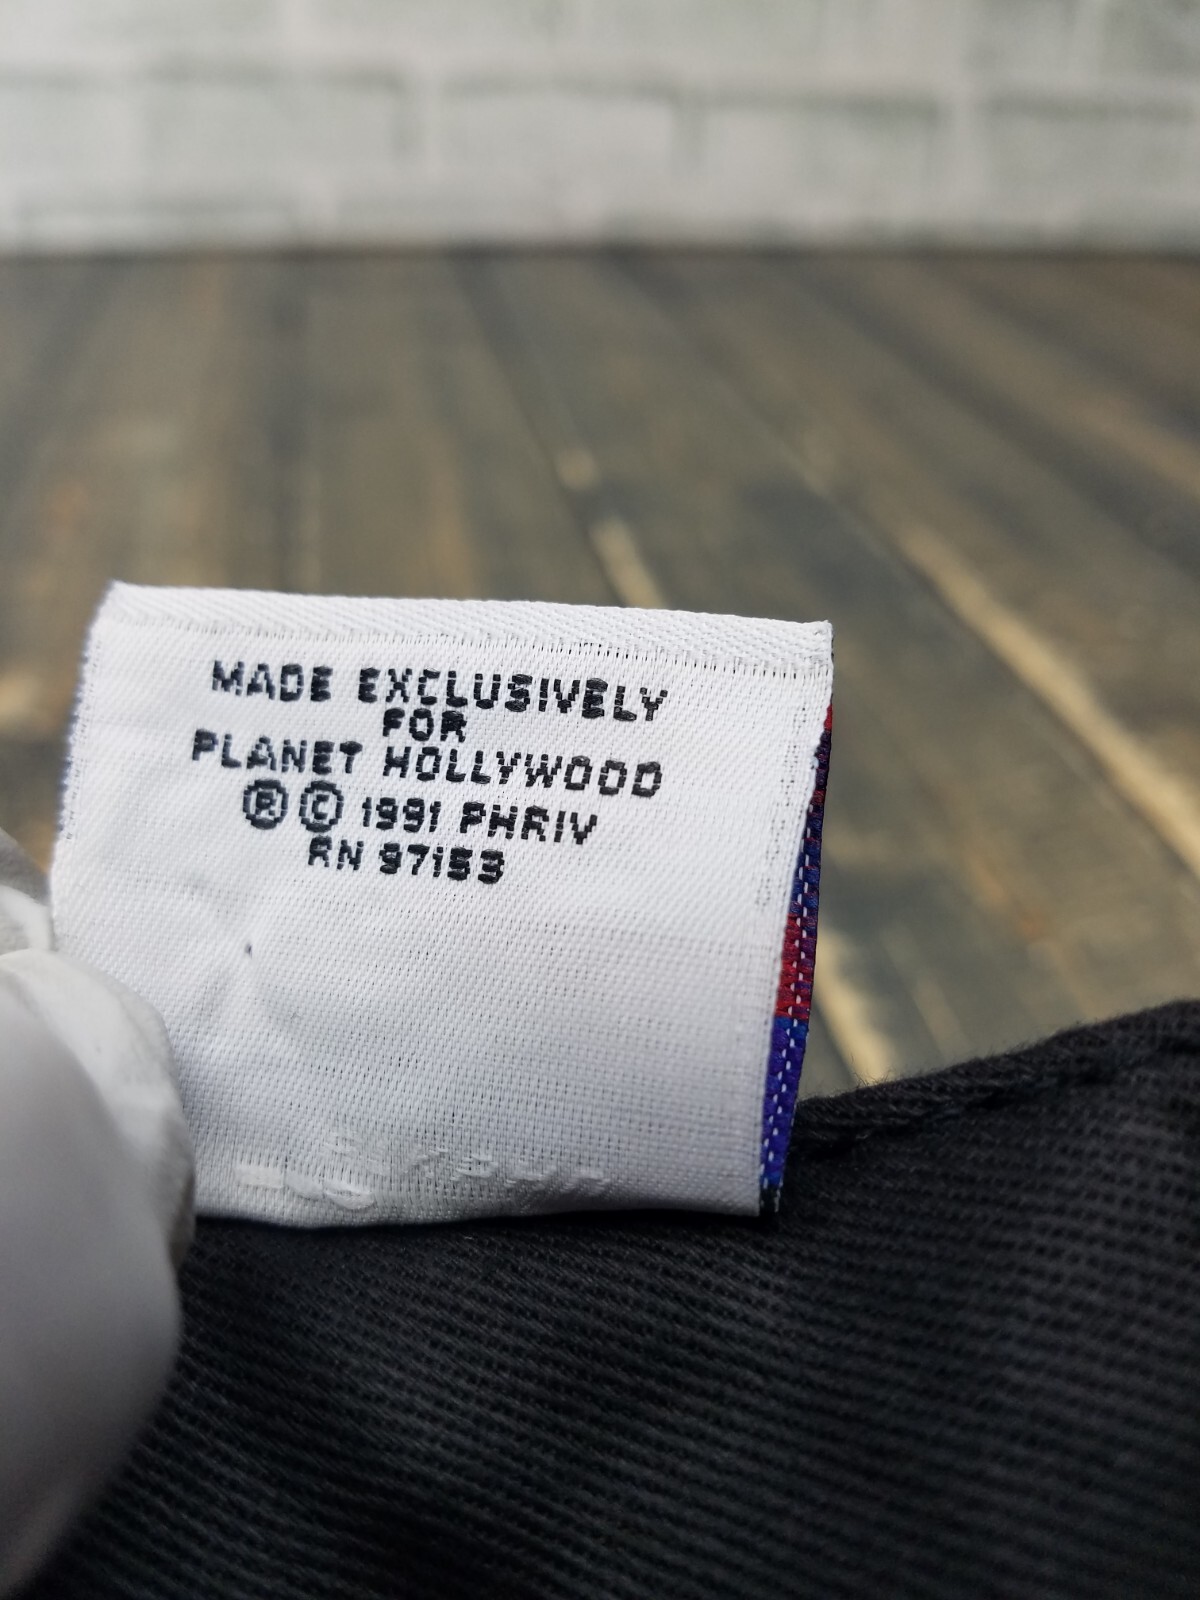 MADE EXCLUSIVELY
FOR
PLANET HOLLYWOOD
® © 1991 PHRIV
RN 97153